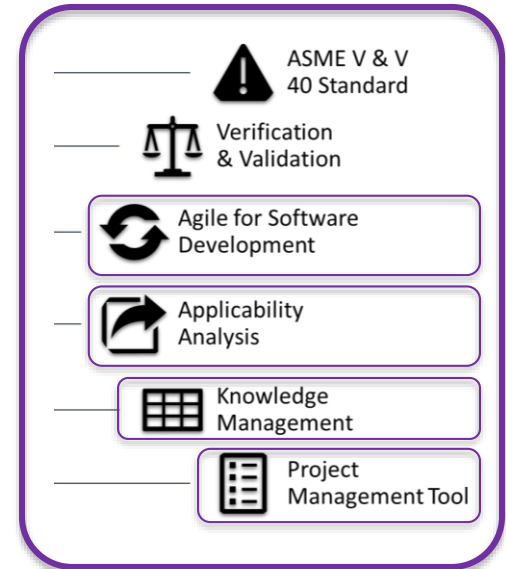 ASME V & V
40 Standard
Verification
& Validation
Agile for Software
Development
Applicability
Analysis
Knowledge
Management
Project
Management Tool